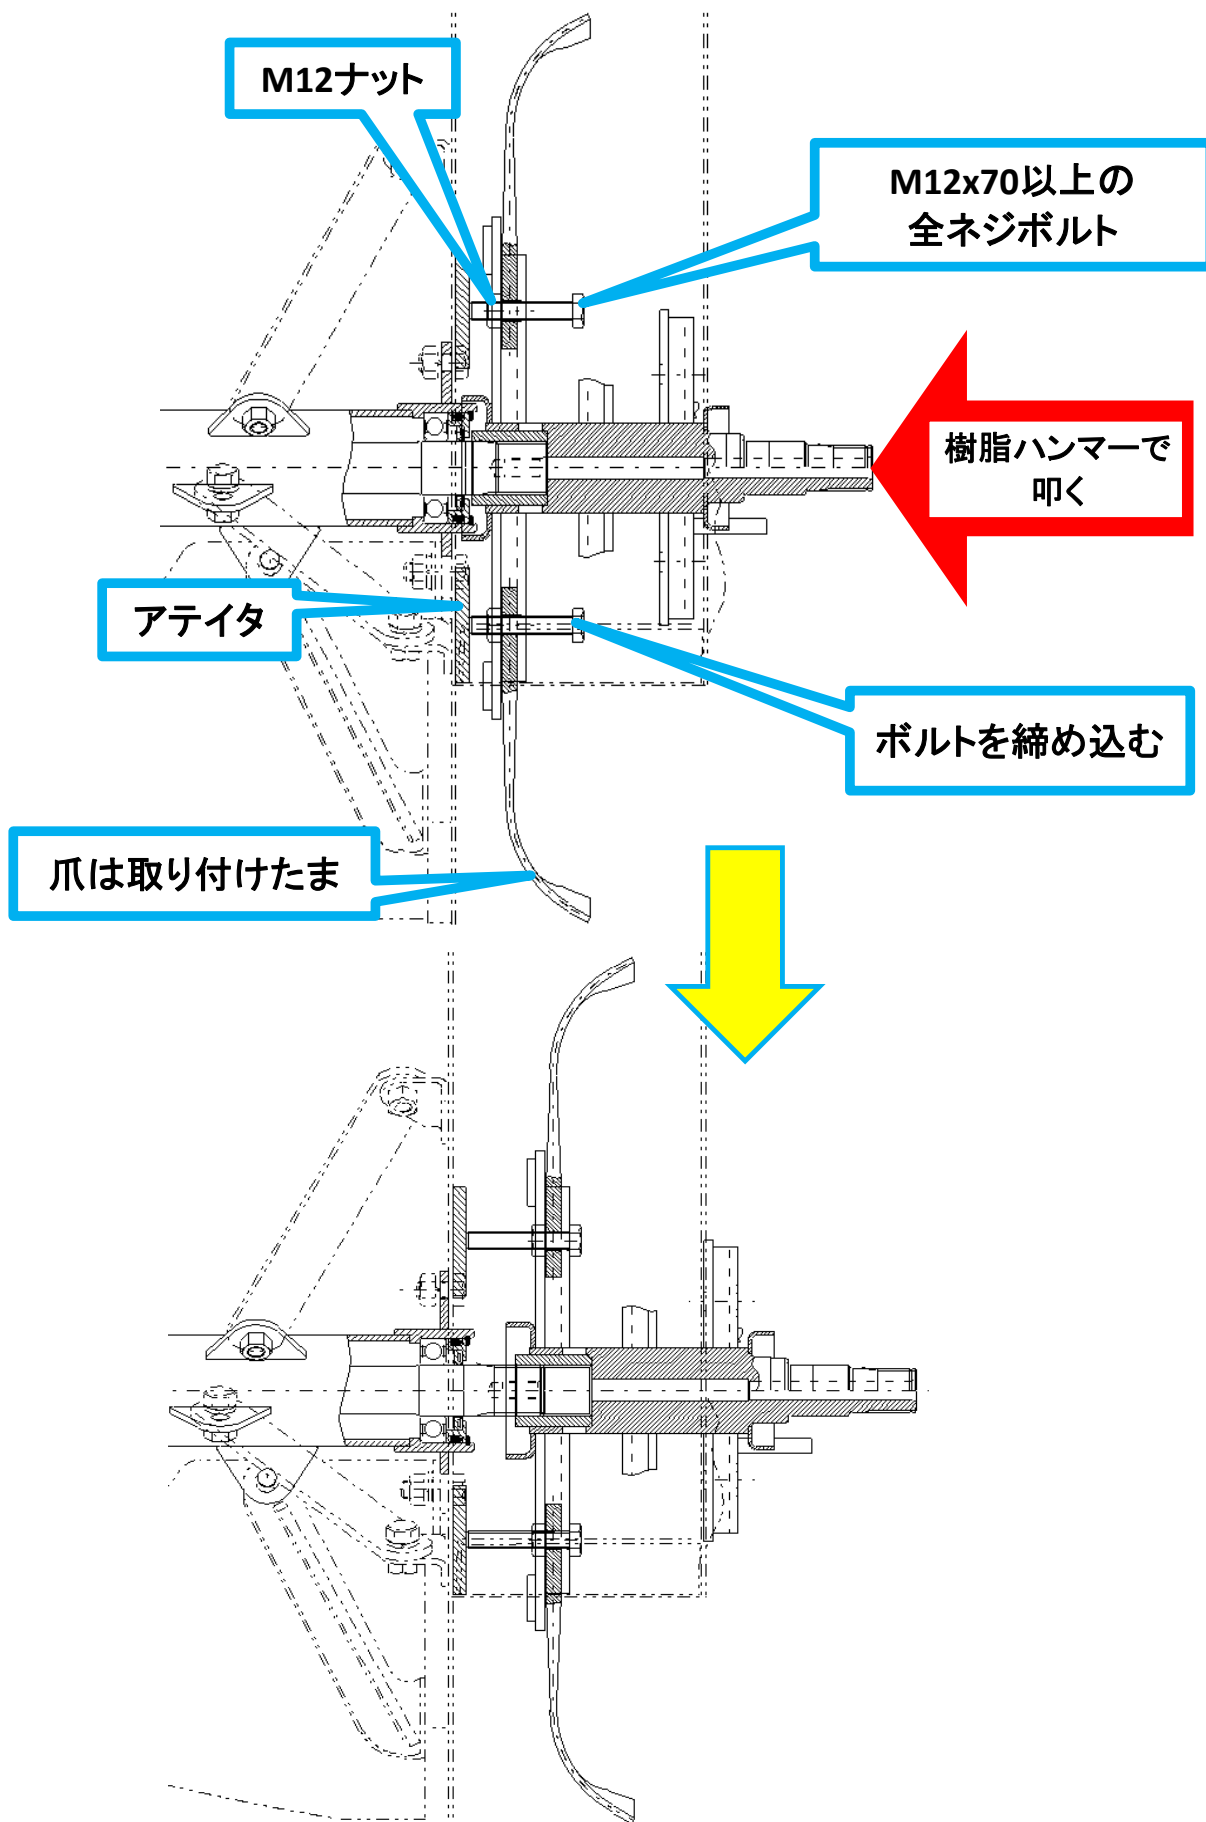 M12ナット
M12x70以上の
全ネジボルト
樹脂ハンマーで
叩く
アテイタ
ボルトを締め込む
爪は取り付けたま